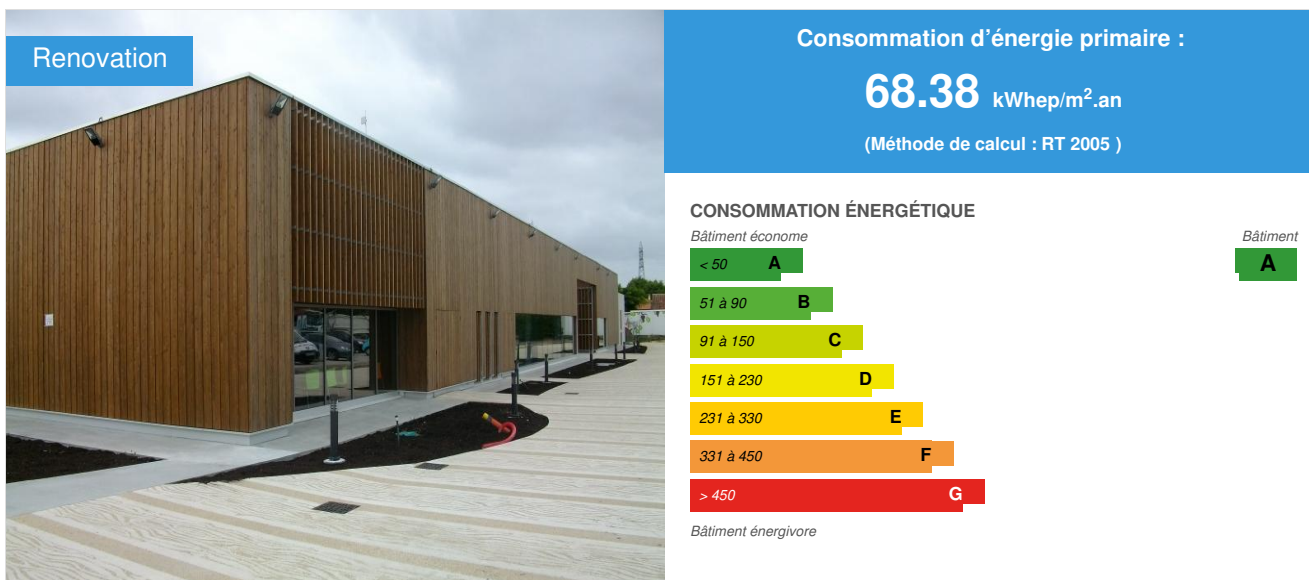 Renovation
Consommation d'énergie primaire :
68.38 kWhep/m².an
(Méthode de calcul : RT 2005 )
CONSOMMATION ÉNERGÉTIQUE
Bâtiment économe
Bâtiment
< 50 A
A
51 à 90 B
91 à 150 C
151 à 230 D
231 à 330 E
331 à 450 F
> 450 G
Bâtiment énergivore